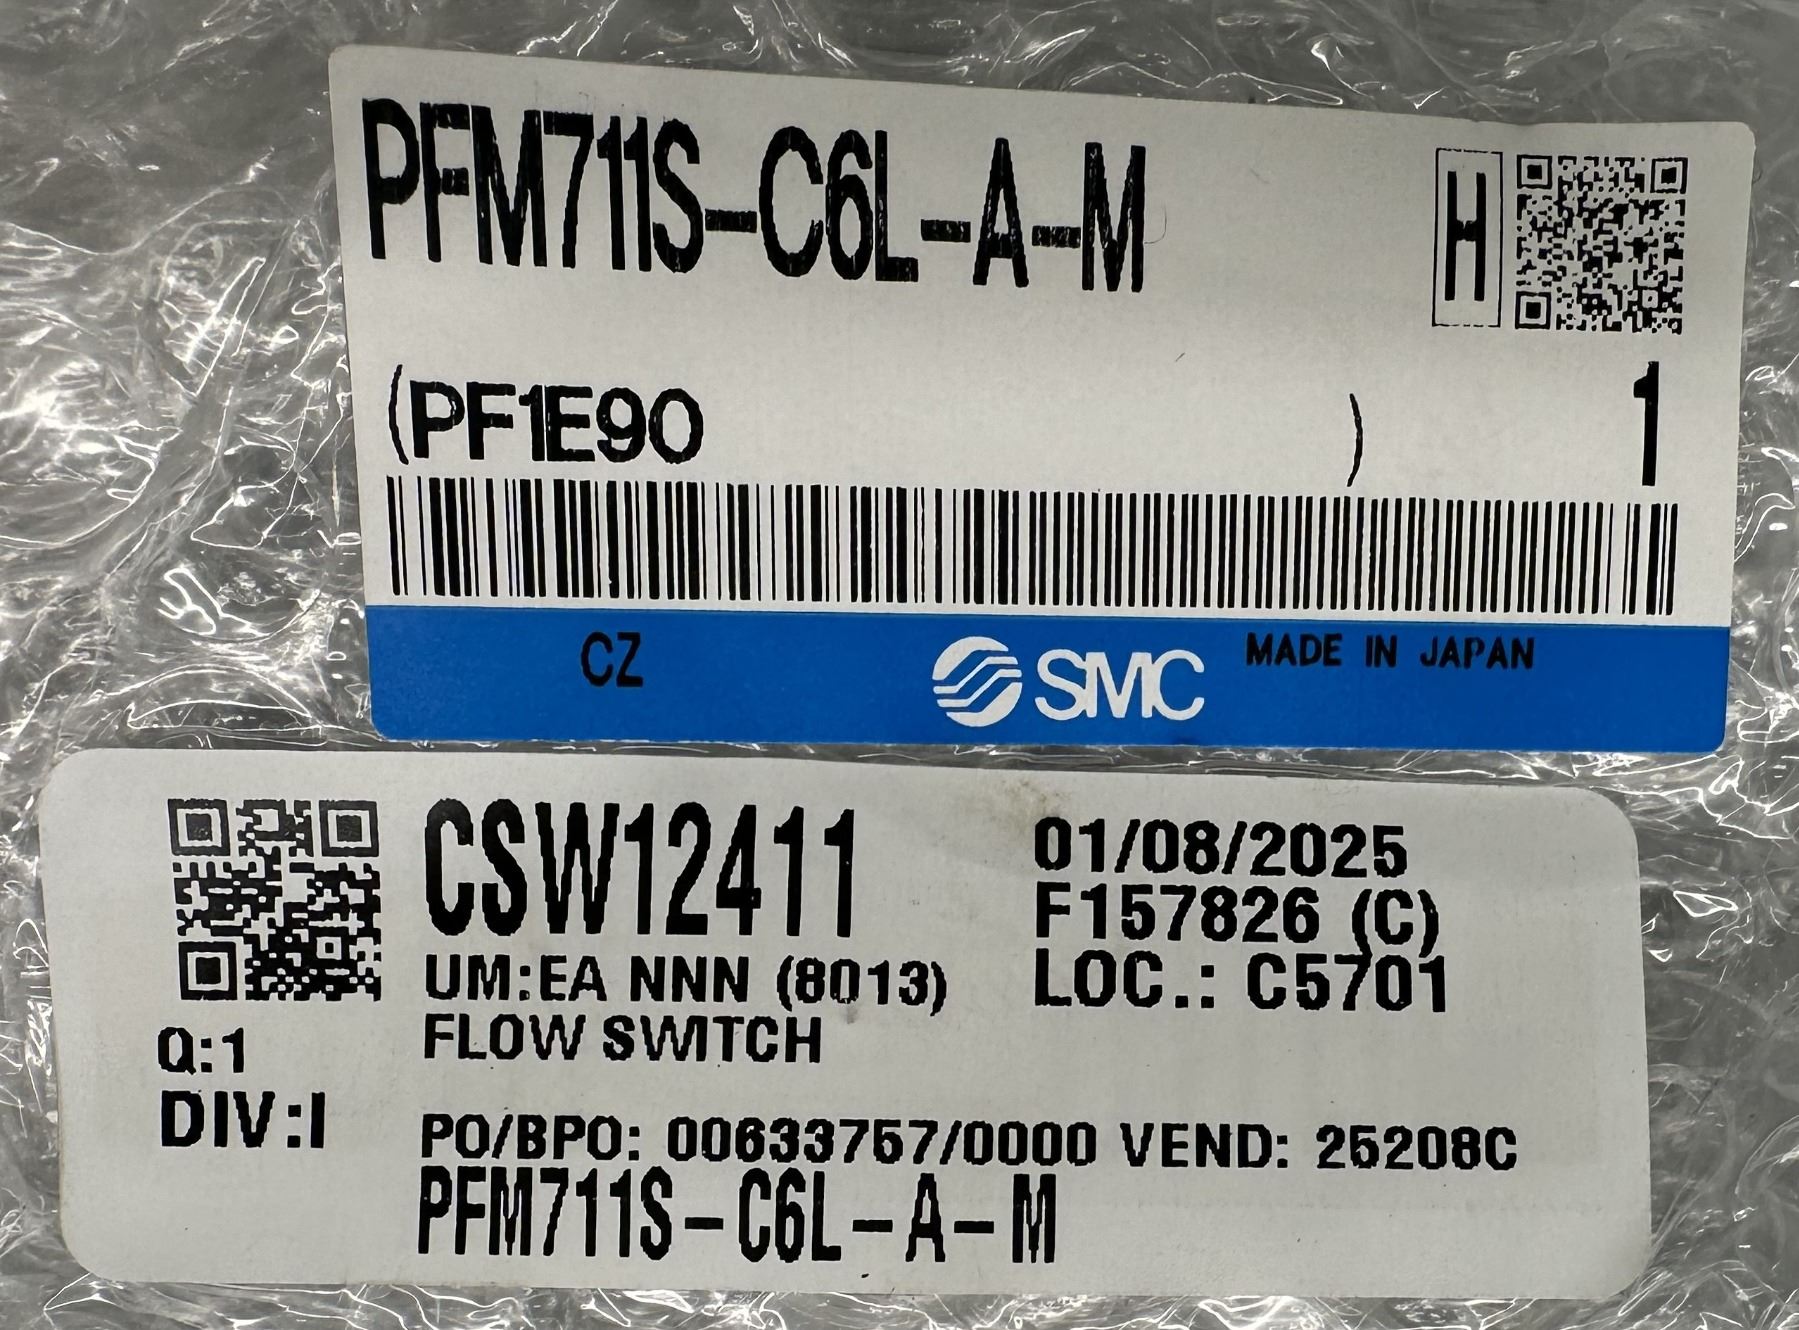 PFM711S-C6L-A-M
H
(PF1E90 )
1
CZ
SMC
MADE IN JAPAN
CSW12411
01/08/2025
F157826 (C)
UM:EA NNN (8013)
LOC.: C5701
FLOW SWITCH
Q:1
DIV:I
PO/BPO: 00633757/0000 VEND: 25208C
PFM711S-C6L-A-M